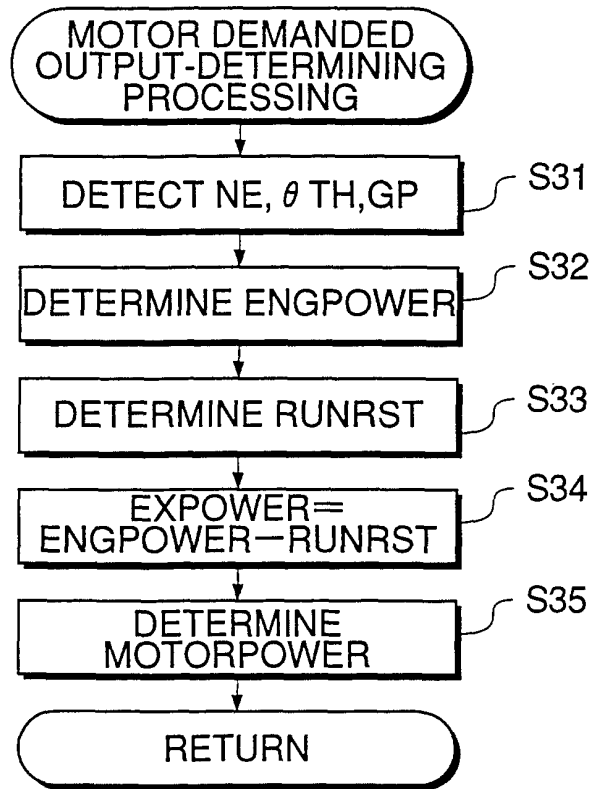 MOTOR DEMANDED
OUTPUT-DETERMINING
PROCESSING
DETECT NE, θ TH,GP
S31
DETERMINE ENGPOWER
S32
DETERMINE RUNRST
S33
EXPOWER=
ENGPOWER−RUNRST
S34
DETERMINE
MOTORPOWER
S35
RETURN